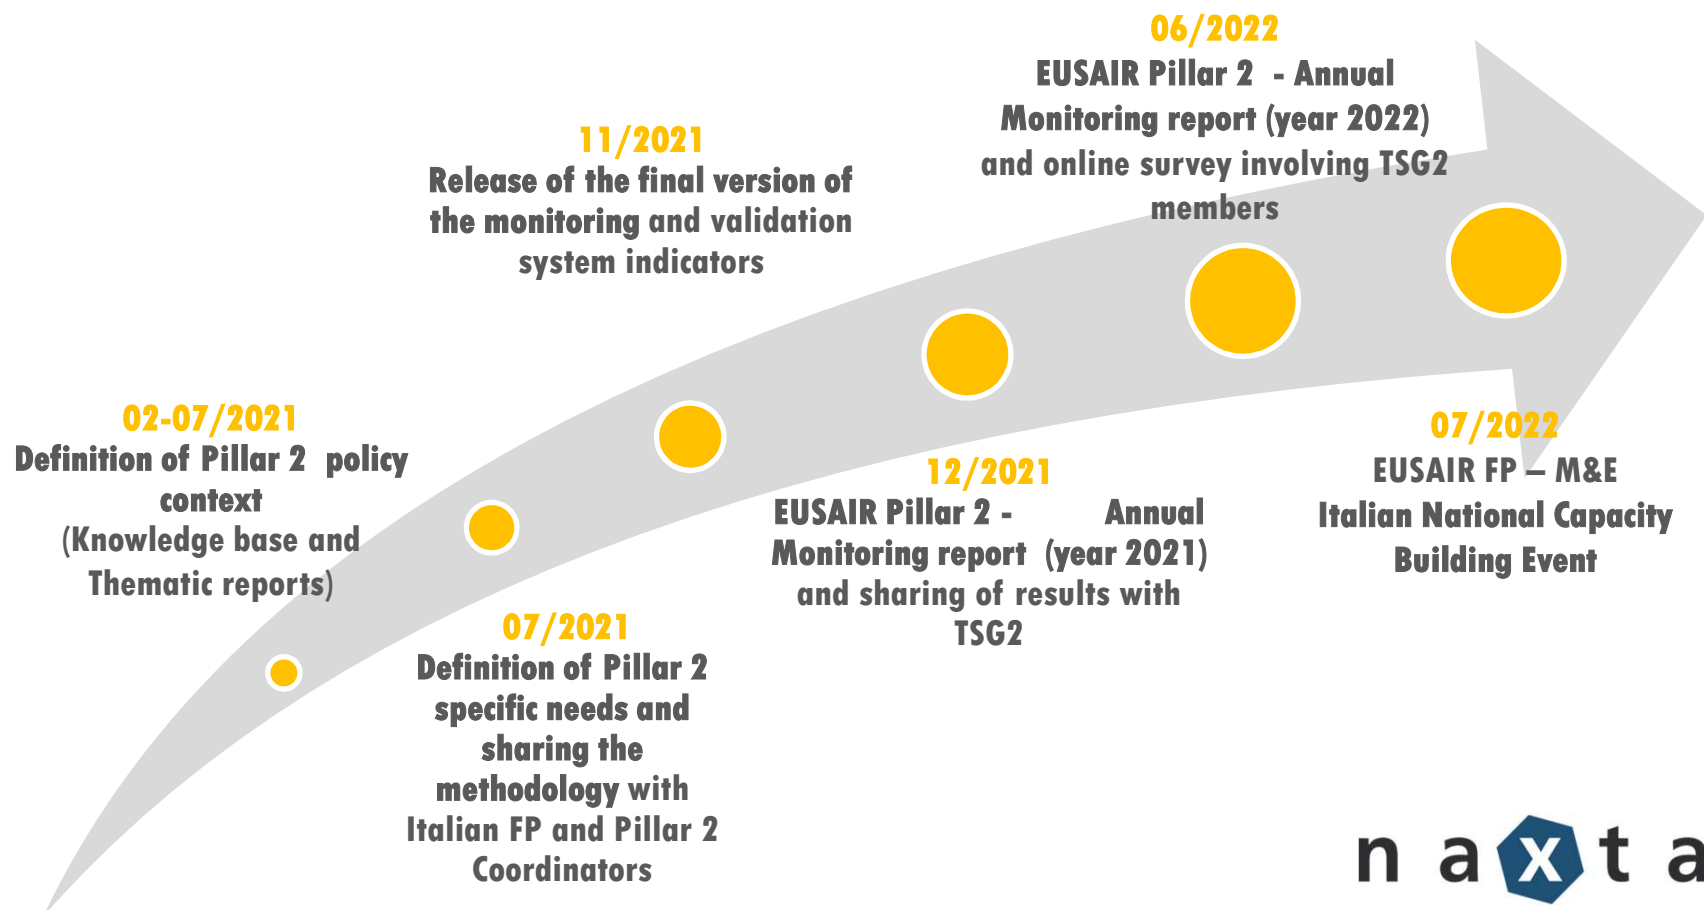 02-07/2021
Definition of Pillar 2 policy
context
(Knowledge base and
Thematic reports)
07/2021
Definition of Pillar 2
specific needs and
sharing the
methodology with
Italian FP and Pillar 2
Coordinators
11/2021
Release of the final version of
the monitoring and validation
system indicators
12/2021
EUSAIR Pillar 2 - Annual
Monitoring report (year 2021)
and sharing of results with
TSG2
06/2022
EUSAIR Pillar 2 - Annual
Monitoring report (year 2022)
and online survey involving TSG2
members
07/2022
EUSAIR FP – M&E
Italian National Capacity
Building Event
naxta